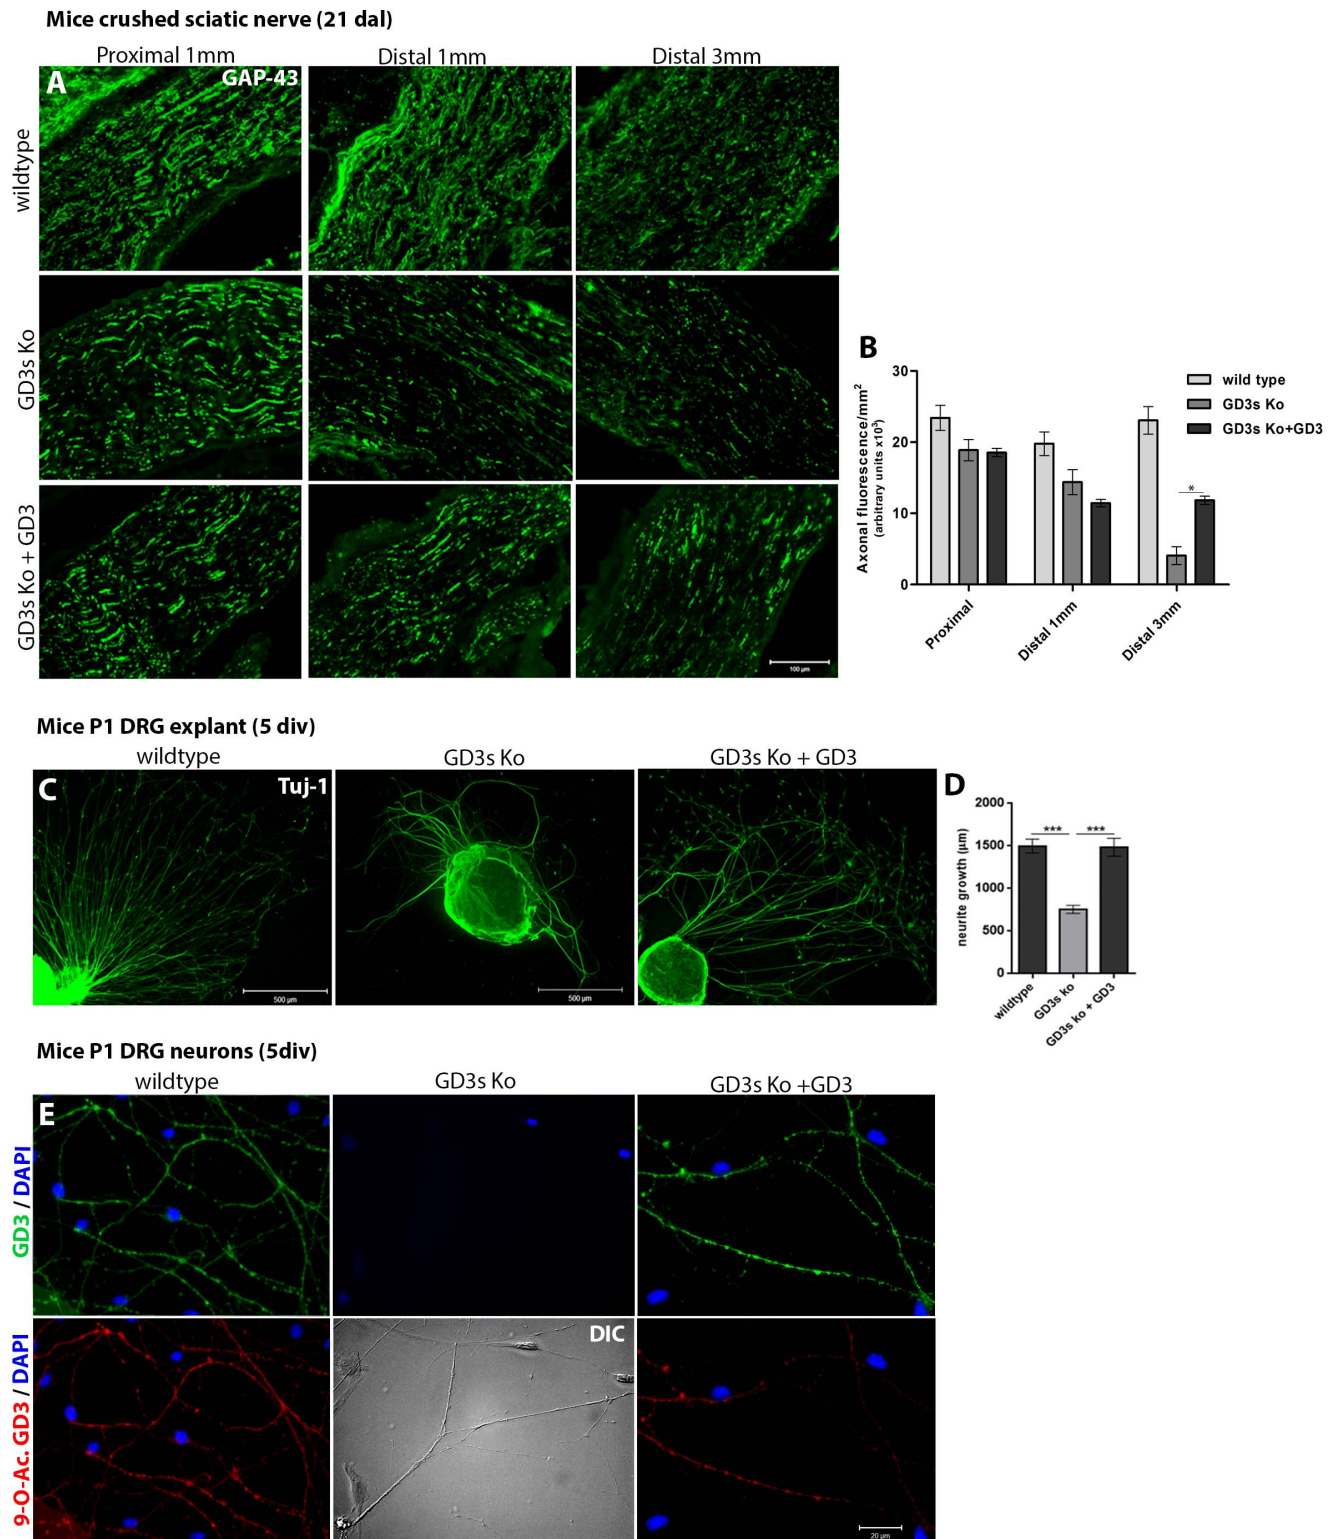 Mice crushed sciatic nerve (21 dal)
Proximal 1mm
Distal 1mm
Distal 3mm
A
GAP-43
wildtype
GD3s Ko
GD3s Ko + GD3
100 µm
B
30
20
10
0
Axonal fluorescence/mm²
(arbitrary units x10³)
wild type
GD3s Ko
GD3s Ko+GD3
*
Proximal
Distal 1mm
Distal 3mm
Mice P1 DRG explant (5 div)
wildtype
GD3s Ko
GD3s Ko + GD3
C
Tuj-1
500 µm
500 µm
D
2000
1500
1000
500
0
neurite growth (µm)
***
***
wildtype
GD3s ko
GD3s ko + GD3
Mice P1 DRG neurons (5div)
wildtype
GD3s Ko
GD3s Ko +GD3
E
GD3 / DAPI
9-O-Ac. GD3 / DAPI
DIC
20 µm